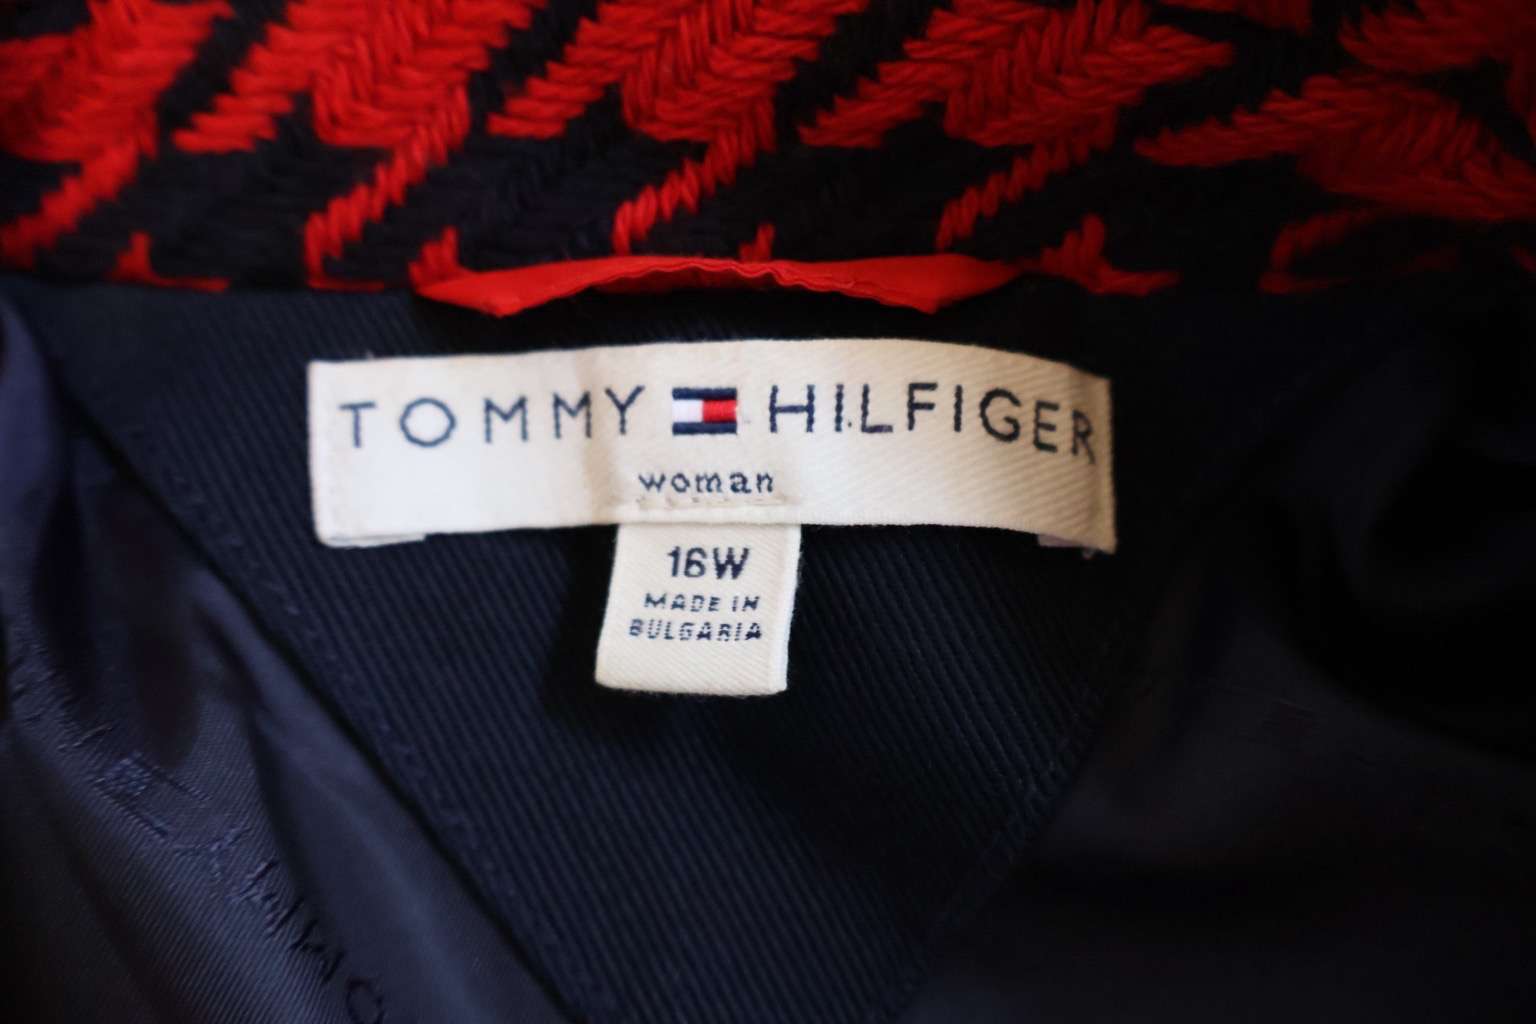 TOMMY HILFIGER
woman
16W
MADE IN
BULGARIA